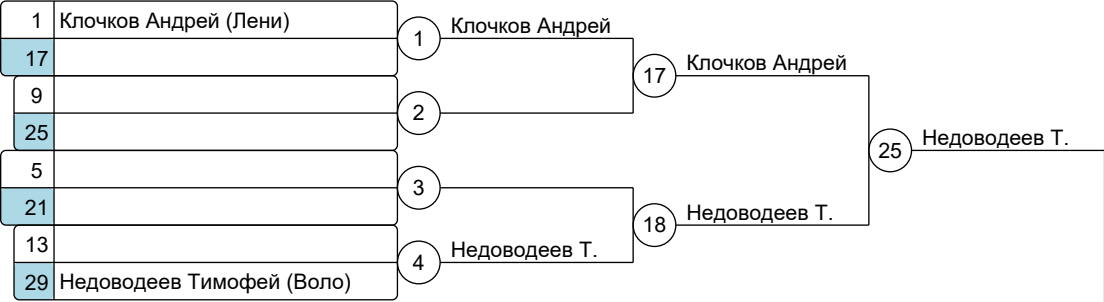 1 Клочков Андрей (Лени)
17
9
25
5
21
13
29 Недоводеев Тимофей (Воло)
1 Клочков Андрей
2
3
4 Недоводеев Т.
17 Клочков Андрей
18 Недоводеев Т.
25 Недоводеев Т.